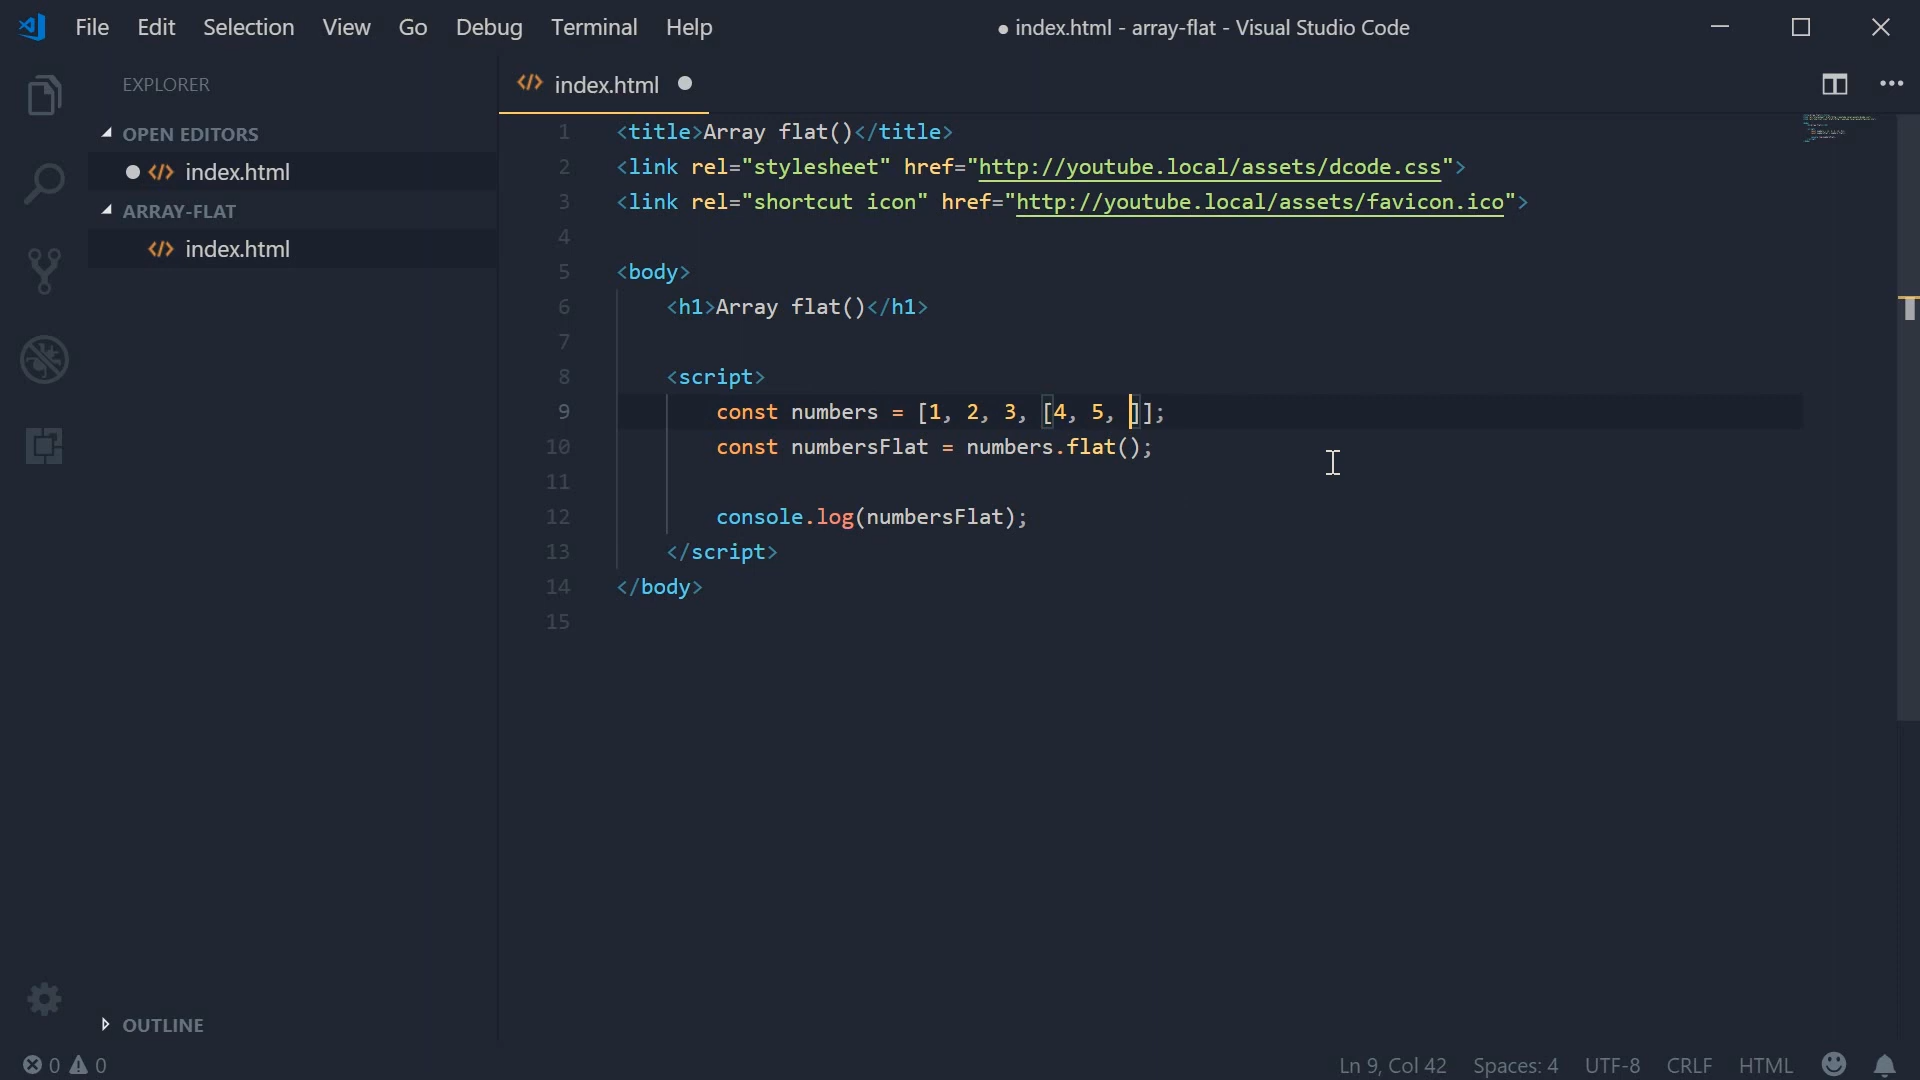 File Edit Selection View Go Debug Terminal Help
● index.html - array-flat - Visual Studio Code
EXPLORER
OPEN EDITORS
index.html
ARRAY-FLAT
index.html
OUTLINE
index.html
1 <title>Array flat()</title>
2 <link rel="stylesheet" href="http://youtube.local/assets/dcode.css">
3 <link rel="shortcut icon" href="http://youtube.local/assets/favicon.ico">
4
5 <body>
6 <h1>Array flat()</h1>
7
8 <script>
9 const numbers = [1, 2, 3, [4, 5, ]];
10 const numbersFlat = numbers.flat();
11
12 console.log(numbersFlat);
13 </script>
14 </body>
15
0 0
Ln 9, Col 42 Spaces: 4 UTF-8 CRLF HTML